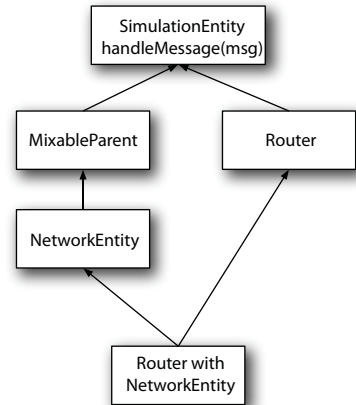 SimulationEntity
handleMessage(msg)
MixableParent
Router
NetworkEntity
Router with
NetworkEntity